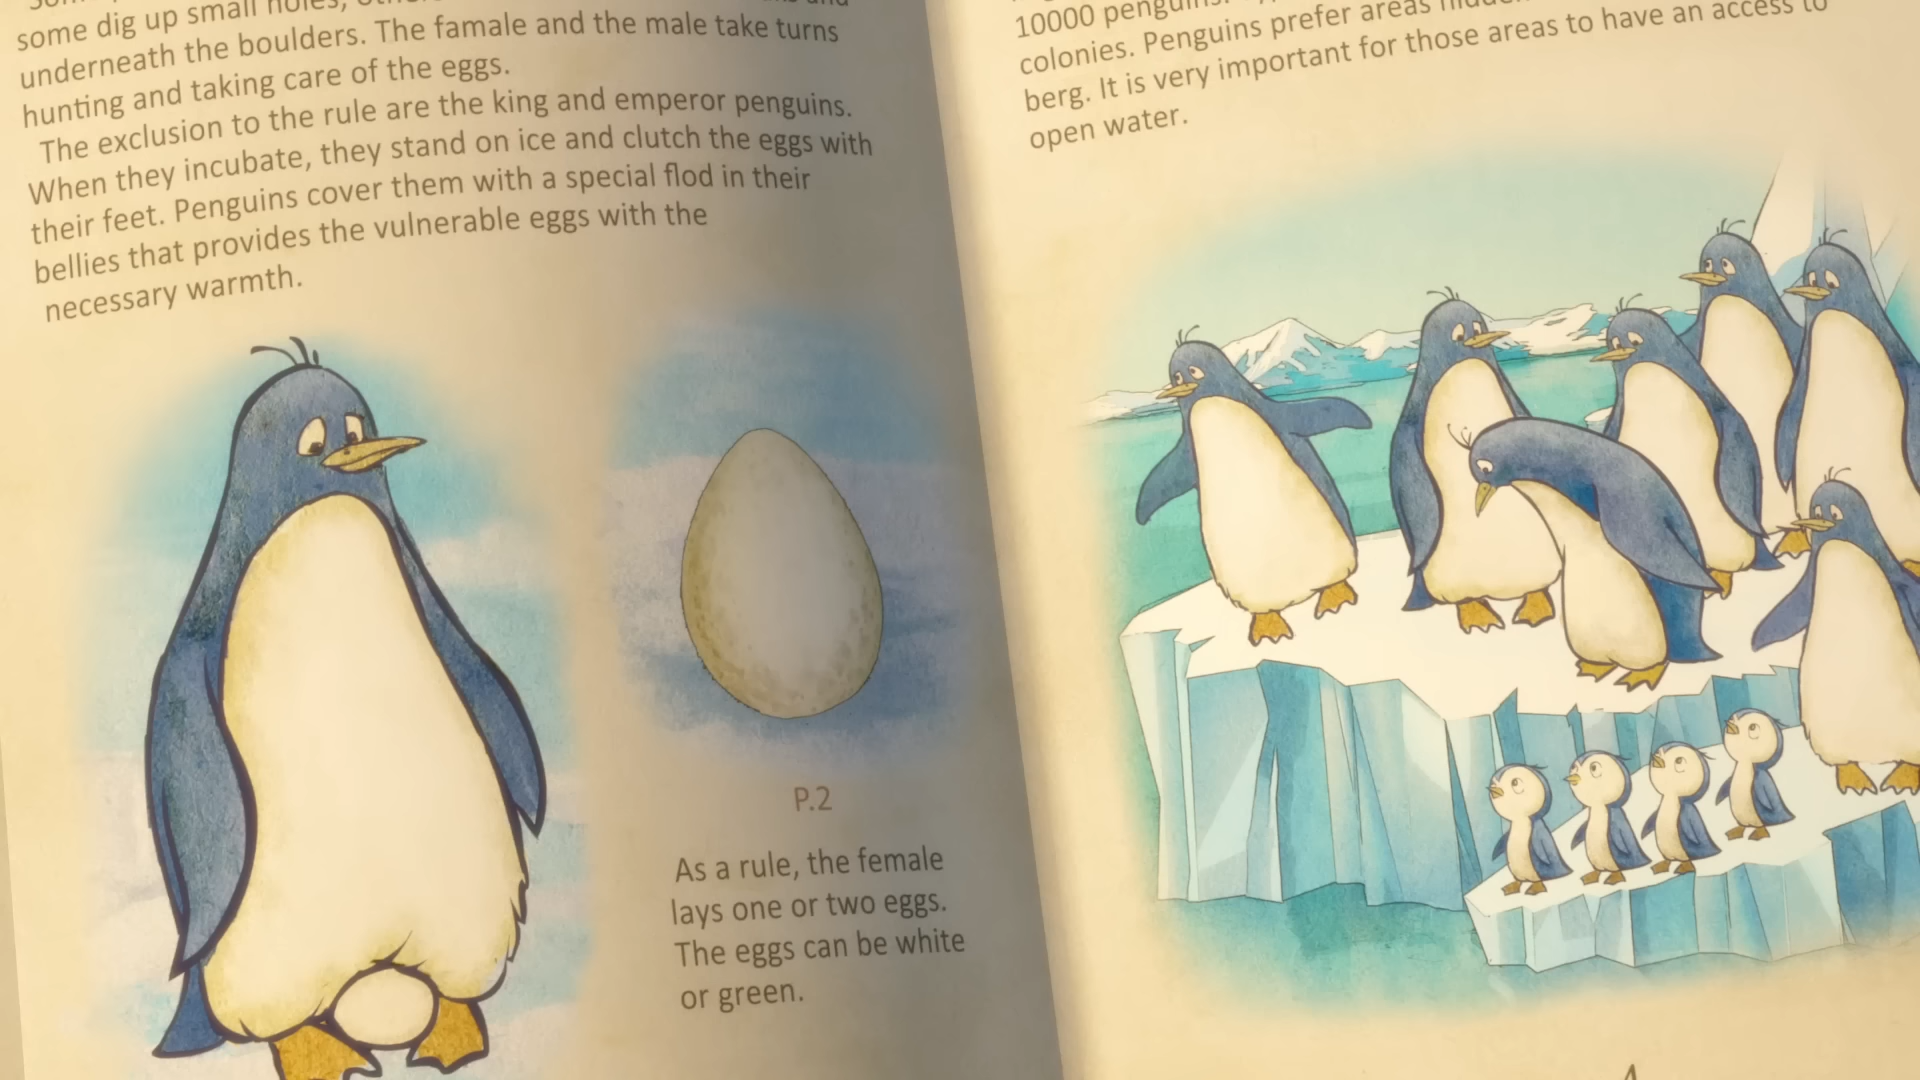 some dig up small holes,
underneath the boulders. The famale and the male take turns
hunting and taking care of the eggs.
The exclusion to the rule are the king and emperor penguins.
When they incubate, they stand on ice and clutch the eggs with
their feet. Penguins cover them with a special flod in their
bellies that provides the vulnerable eggs with the
necessary warmth.
P.2
As a rule, the female
lays one or two eggs.
The eggs can be white
or green.
10000 penguins.
colonies. Penguins prefer areas
berg. It is very important for those areas to have an access to
open water.